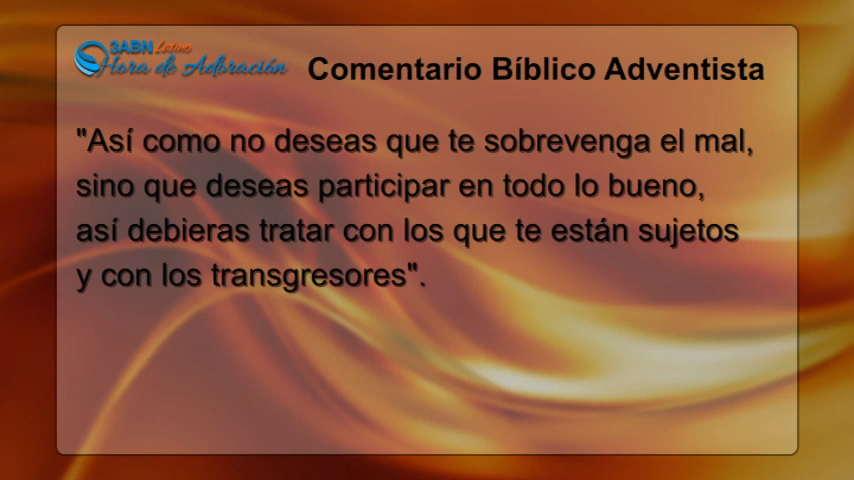 3ABN Latino
Hora de Adoración
Comentario Bíblico Adventista
"Así como no deseas que te sobrevenga el mal,
sino que deseas participar en todo lo bueno,
así debieras tratar con los que te están sujetos
y con los transgresores".